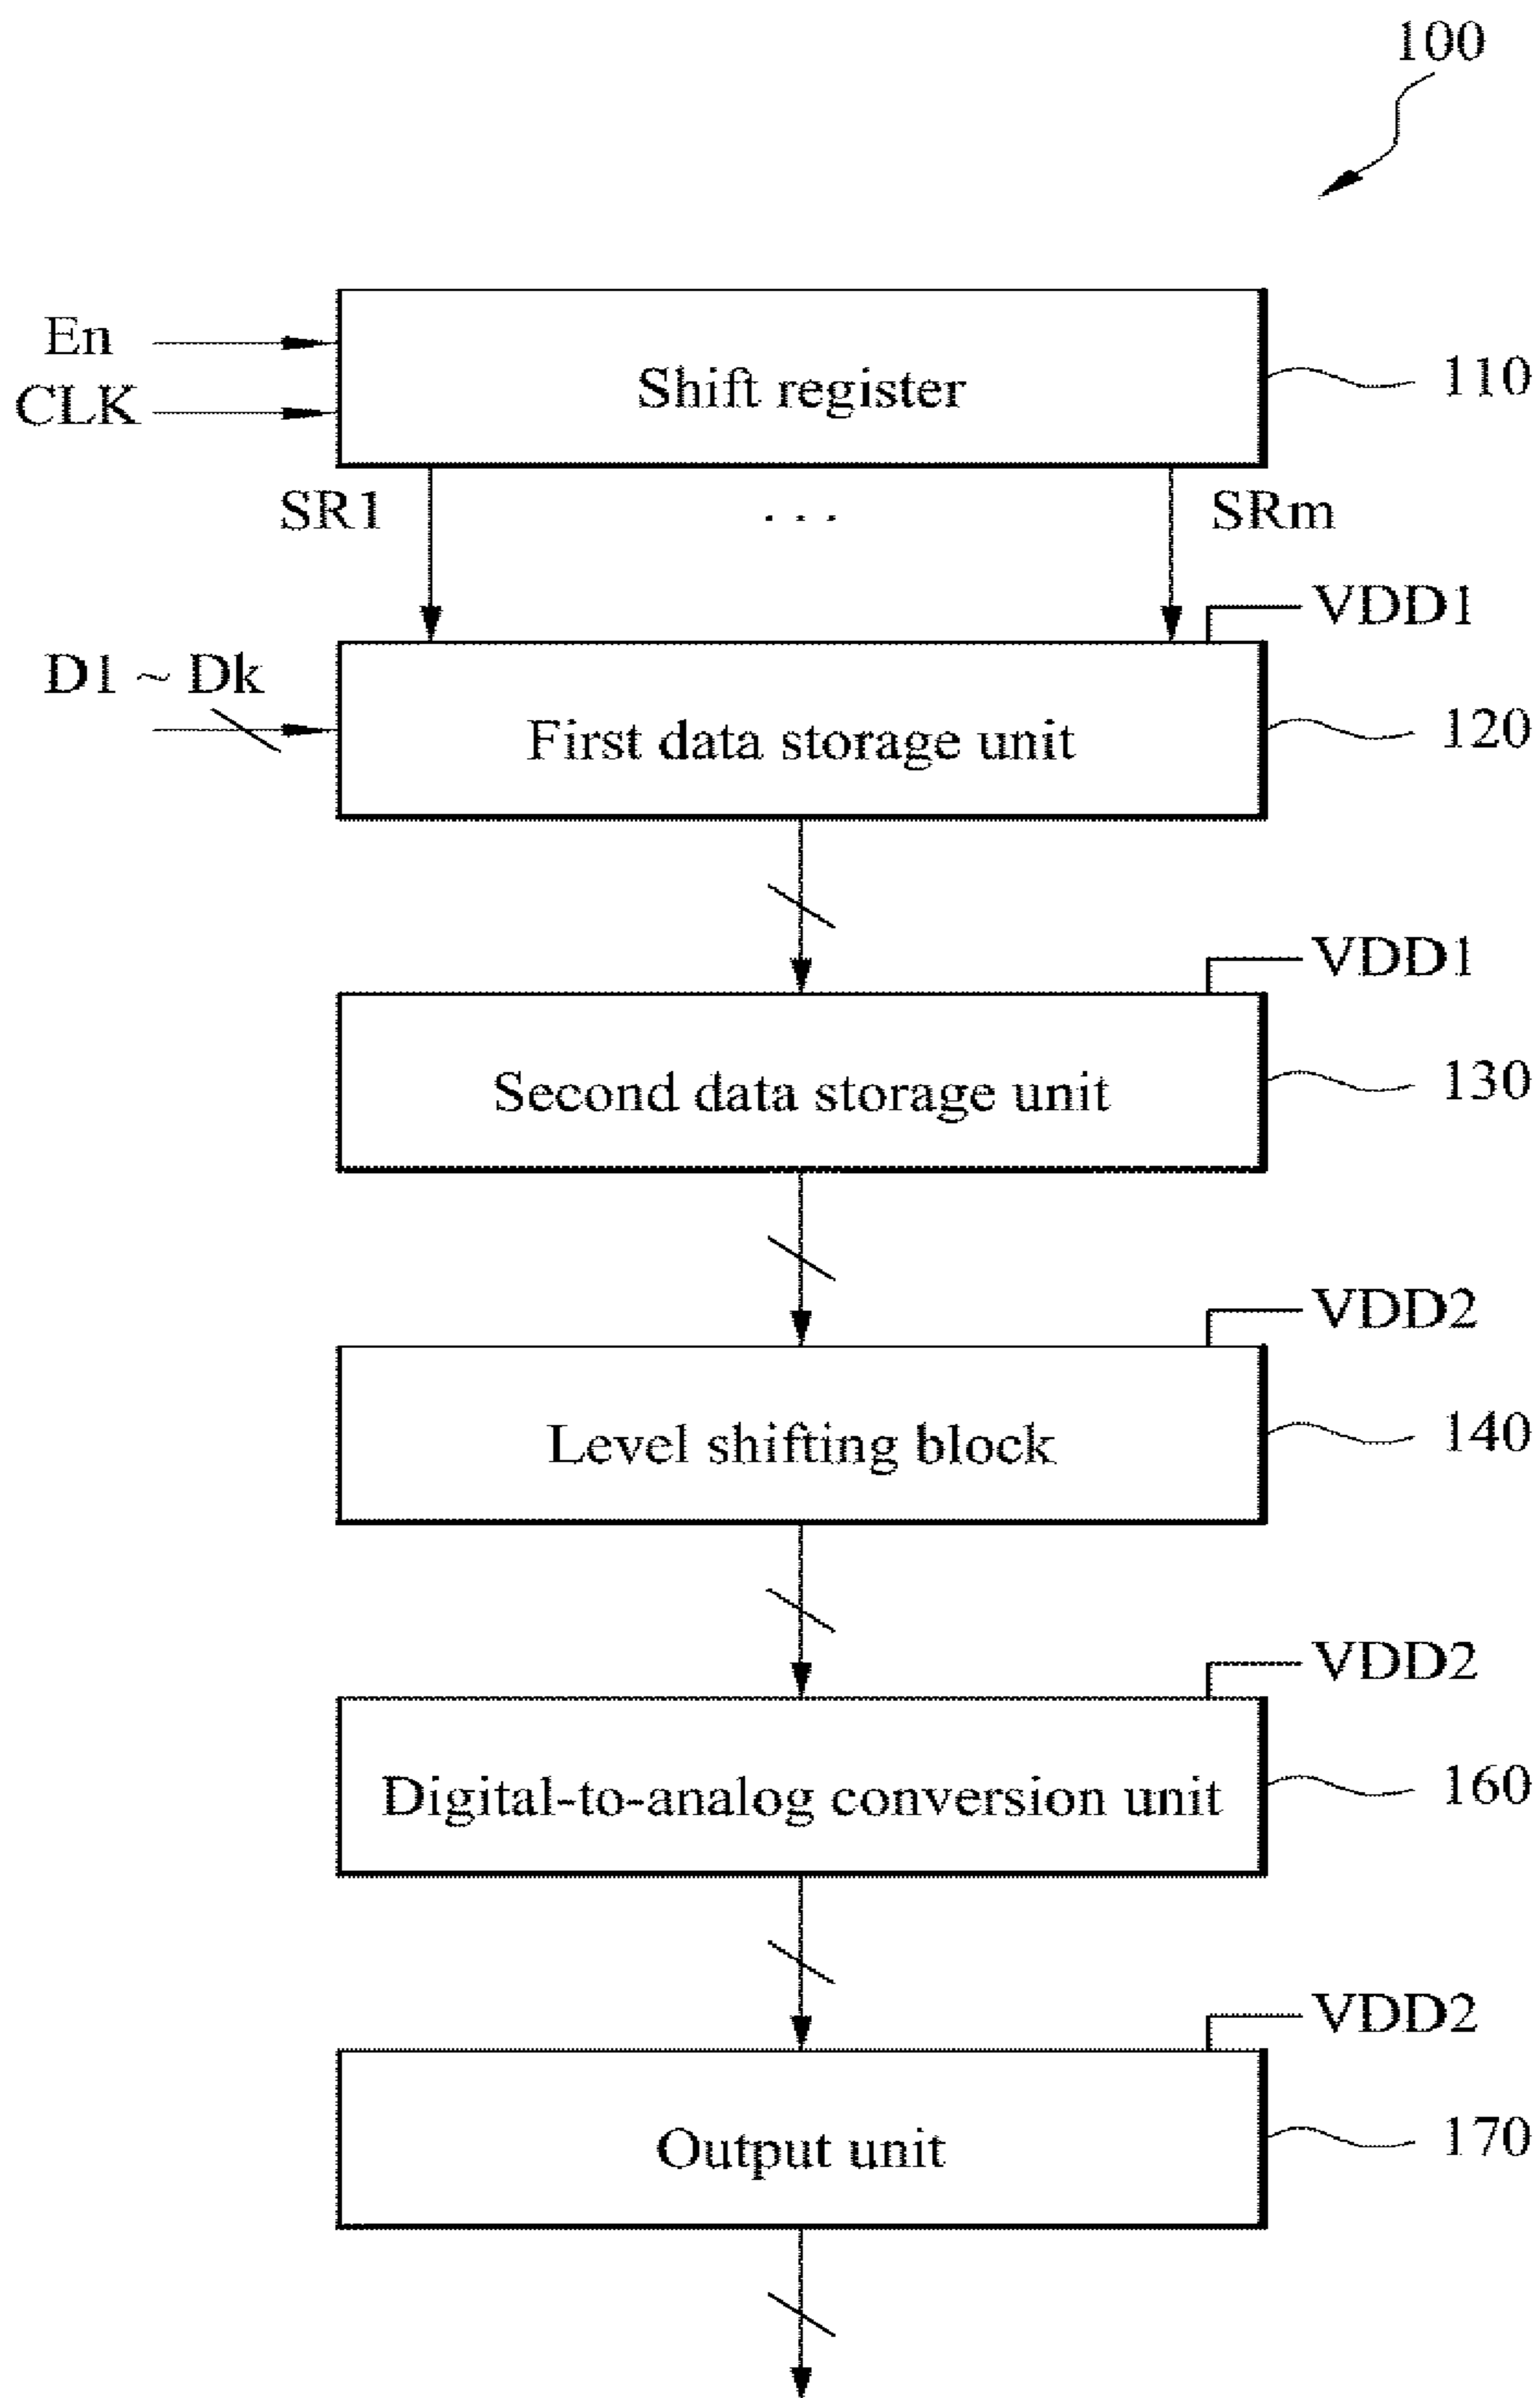 100
En
CLK
Shift register
110
SR1
. . .
SRm
VDD1
D1 ~ Dk
First data storage unit
120
VDD1
Second data storage unit
130
VDD2
Level shifting block
140
VDD2
Digital-to-analog conversion unit
160
VDD2
Output unit
170